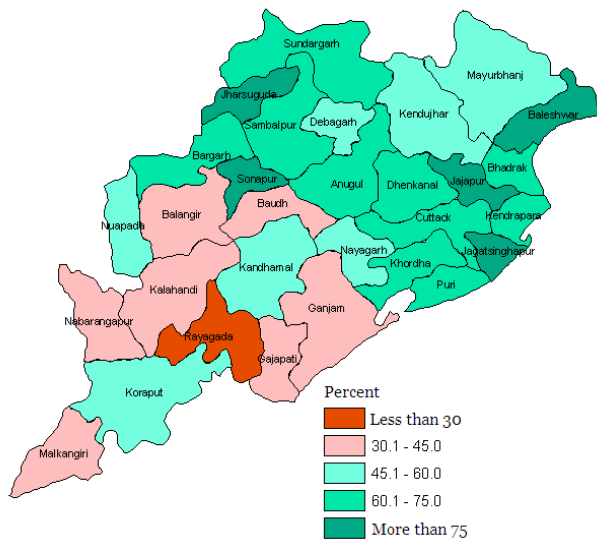 Sundargarh
Mayurbhanj
Jharsuguda
Kendujhar
Baleshwar
Debagarh
Sambalpur
Bargarh
Bhadrak
Sonapur
Anugul
Dhenkanal
Jajapur
Baudh
Balangir
Cuttack
Kendrapara
Nuapada
Nayagarh
Jagatsinghapur
Khordha
Kandhamal
Puri
Kalahandi
Ganjam
Nabarangapur
Rayagada
Gajapati
Koraput
Malkangiri
Percent
Less than 30
30.1 - 45.0
45.1 - 60.0
60.1 - 75.0
More than 75